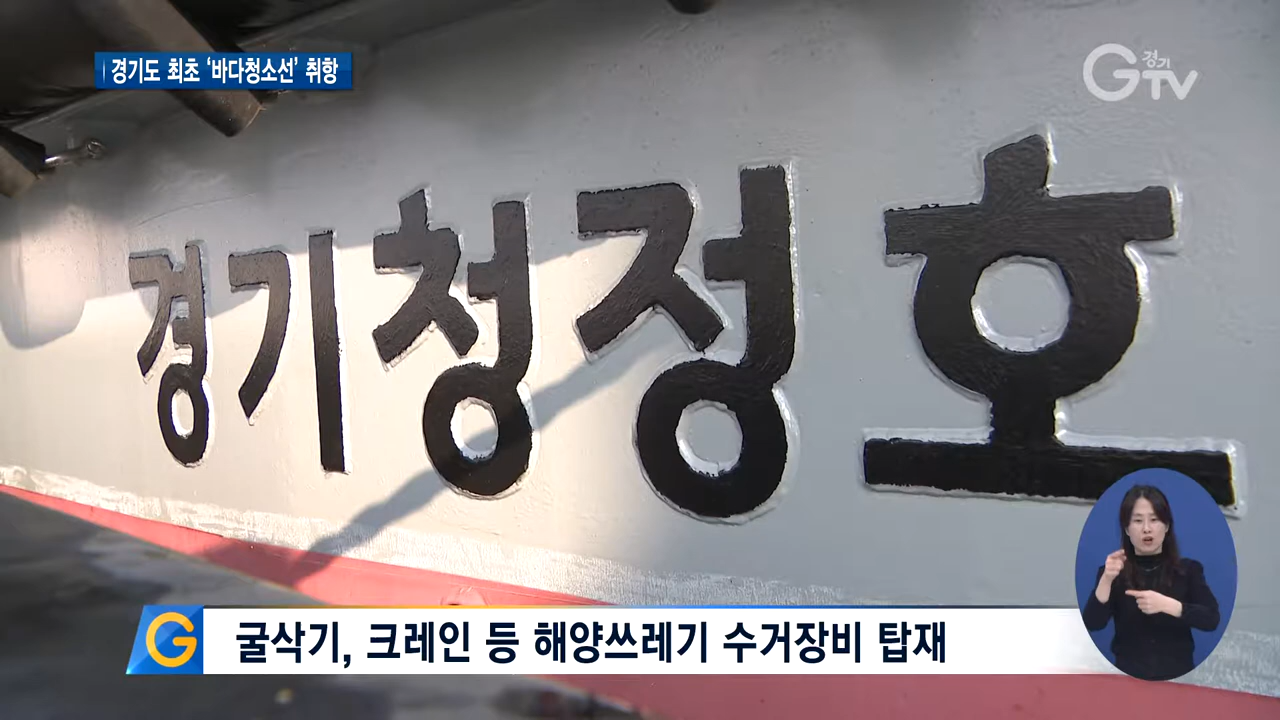 경기도 최초 '바다청소선' 취항
경기
GTV
경기청정호
G
굴삭기, 크레인 등 해양쓰레기 수거장비 탑재